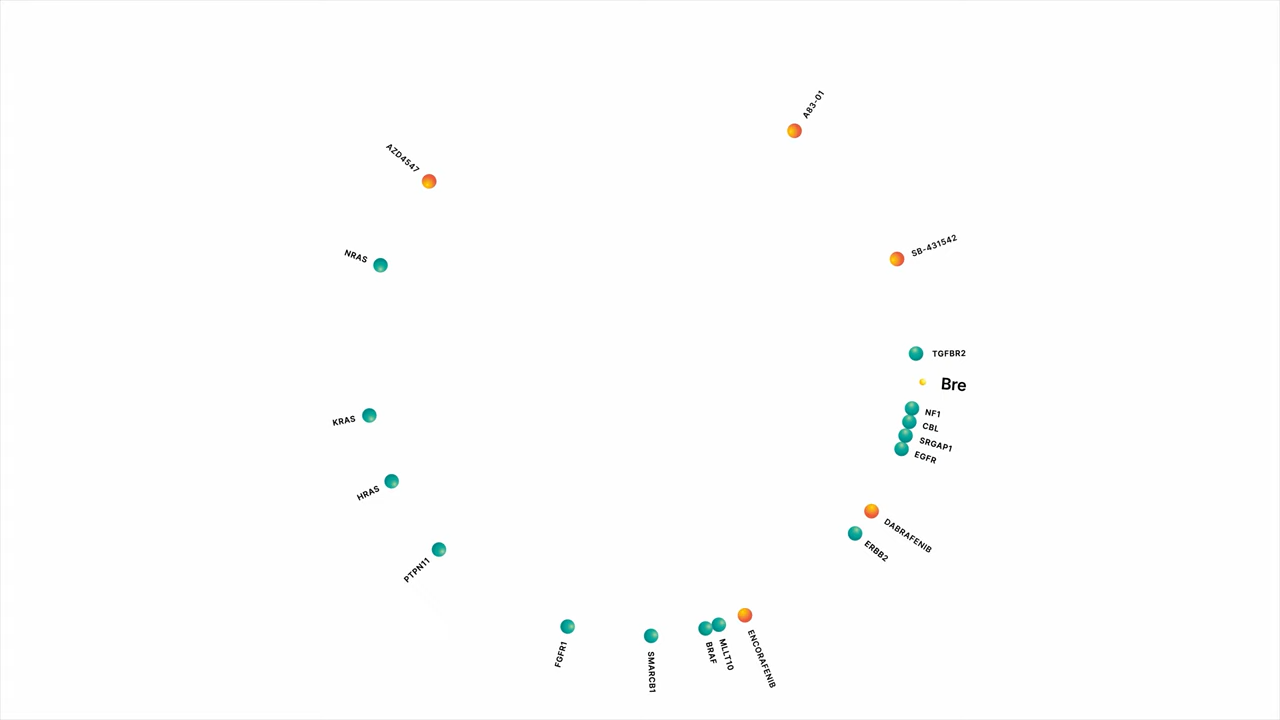 A83-01
AZD4547
SB-431542
NRAS
TGFBR2
Bre
NF1
CBL
KRAS
SRGAP1
EGFR
HRAS
DABRAFENIB
ERBB2
PTPN11
FGFR1
SMARCB1
BRAF
MLLT10
ENCORAFENIB